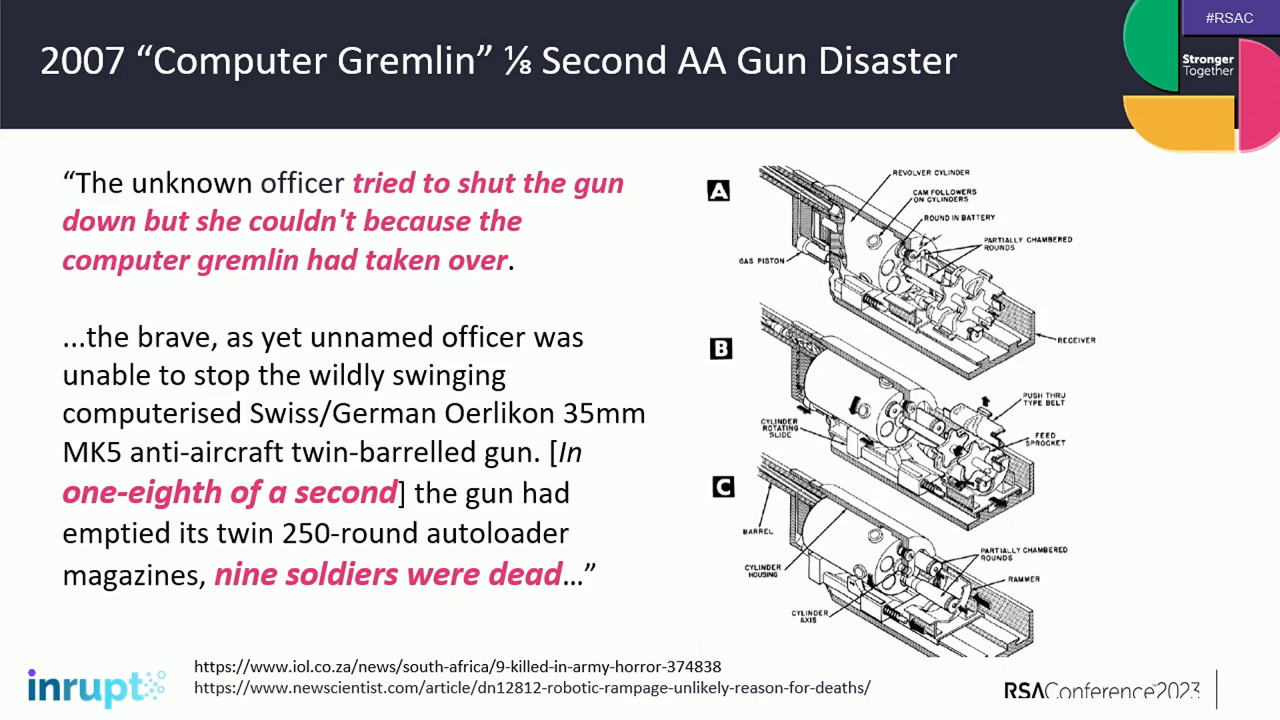 #RSAC
2007 “Computer Gremlin” ⅛ Second AA Gun Disaster
Stronger
Together
“The unknown officer tried to shut the gun
down but she couldn't because the
computer gremlin had taken over.
...the brave, as yet unnamed officer was
unable to stop the wildly swinging
computerised Swiss/German Oerlikon 35mm
MK5 anti-aircraft twin-barrelled gun. [In
one-eighth of a second] the gun had
emptied its twin 250-round autoloader
magazines, nine soldiers were dead…”
A
REVOLVER CYLINDER
CAM FOLLOWERS
ON CYLINDERS
ROUND IN BATTERY
PARTIALLY CHAMBERED
ROUNDS
GAS PISTON
RECEIVER
B
PUSH THRU
TYPE BELT
CYLINDER
ROTATING
SLIDE
FEED
SPROCKET
C
BARREL
PARTIALLY CHAMBERED
ROUNDS
CYLINDER
HOUSING
RAMMER
CYLINDER
AXIS
inrupt
https://www.iol.co.za/news/south-africa/9-killed-in-army-horror-374838
https://www.newscientist.com/article/dn12812-robotic-rampage-unlikely-reason-for-deaths/
RSAConference™2023